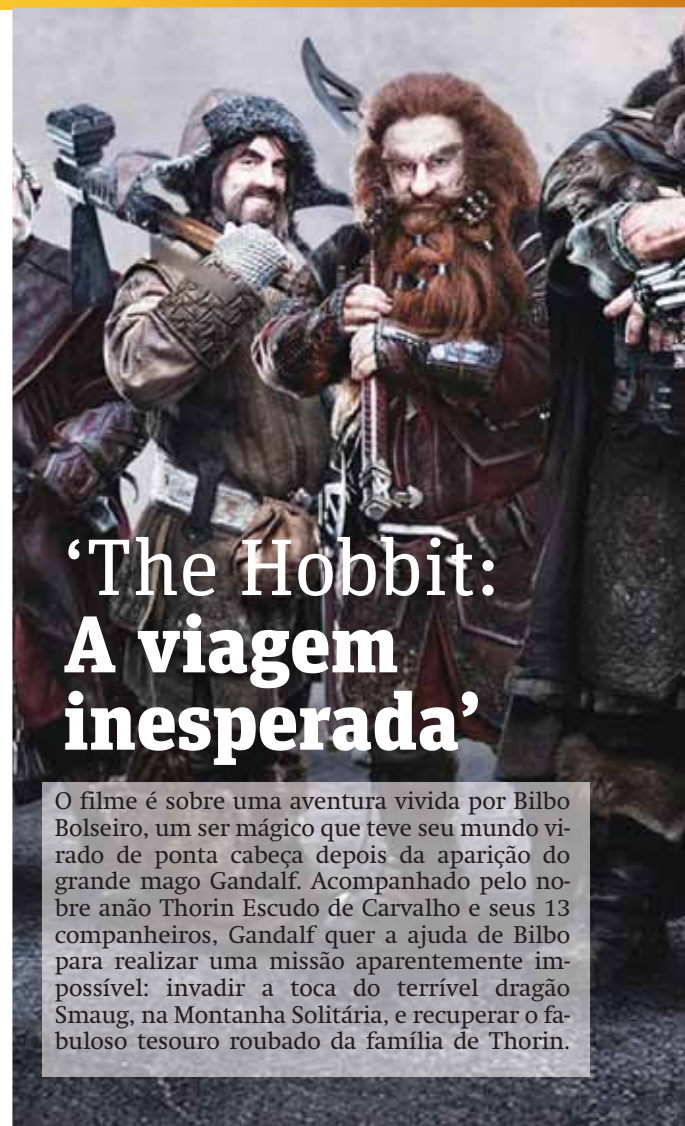 ‘The Hobbit:
A viagem
inesperada’
O filme é sobre uma aventura vivida por Bilbo
Bolseiro, um ser mágico que teve seu mundo vi-
rado de ponta cabeça depois da aparição do
grande mago Gandalf. Acompanhado pelo no-
bre anão Thorin Escudo de Carvalho e seus 13
companheiros, Gandalf quer a ajuda de Bilbo
para realizar uma missão aparentemente im-
possível: invadir a toca do terrível dragão
Smaug, na Montanha Solitária, e recuperar o fa-
buloso tesouro roubado da família de Thorin.